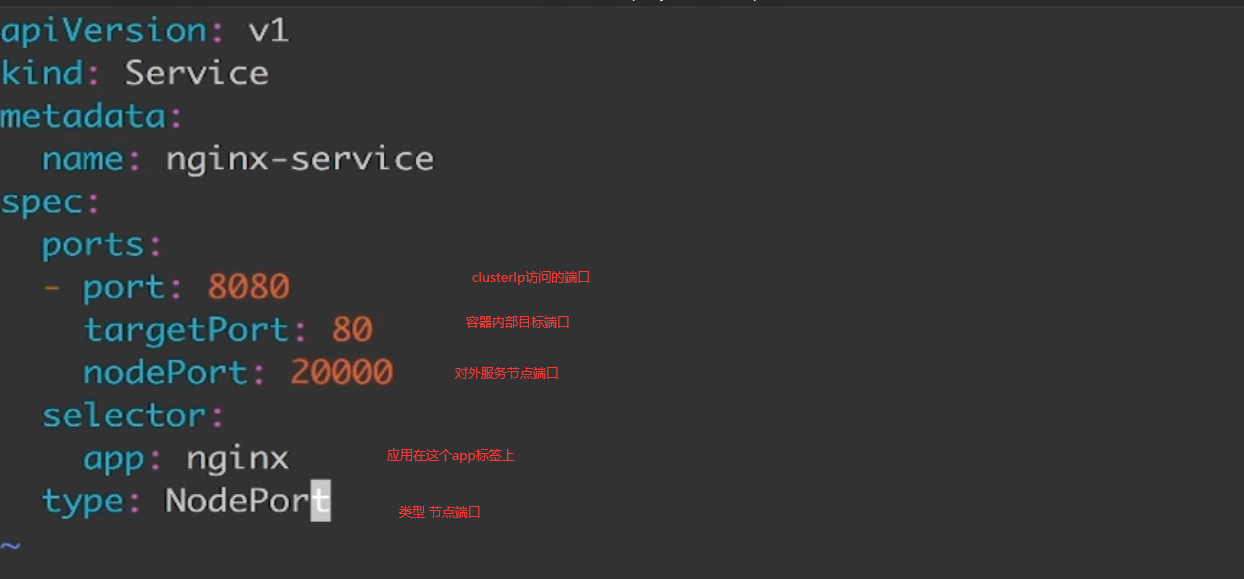 apiVersion: v1
kind: Service
metadata:
  name: nginx-service
spec:
  ports:
  - port: 8080 clusterIp访问的端口
    targetPort: 80 容器内部目标端口
    nodePort: 20000 对外服务节点端口
  selector:
    app: nginx 应用在这个app标签上
  type: NodePort 类型 节点端口
~